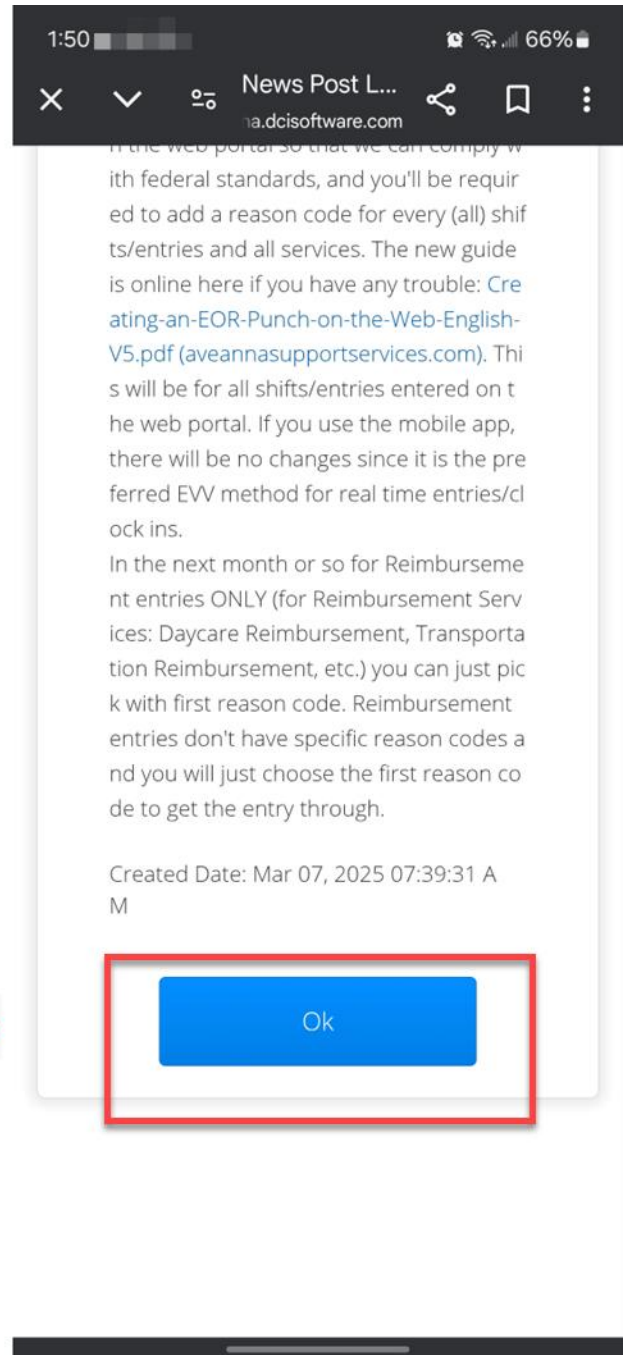 1:50 66%
News Post L...
a.dcisoftware.com
n the web portal so that we can comply w
ith federal standards, and you'll be requir
ed to add a reason code for every (all) shif
ts/entries and all services. The new guide
is online here if you have any trouble: Cre
ating-an-EOR-Punch-on-the-Web-English-
V5.pdf (aveannasupportservices.com). Thi
s will be for all shifts/entries entered on t
he web portal. If you use the mobile app,
there will be no changes since it is the pre
ferred EVV method for real time entries/cl
ock ins.
In the next month or so for Reimburseme
nt entries ONLY (for Reimbursement Serv
ices: Daycare Reimbursement, Transporta
tion Reimbursement, etc.) you can just pic
k with first reason code. Reimbursement
entries don't have specific reason codes a
nd you will just choose the first reason co
de to get the entry through.
Created Date: Mar 07, 2025 07:39:31 A
M
Ok